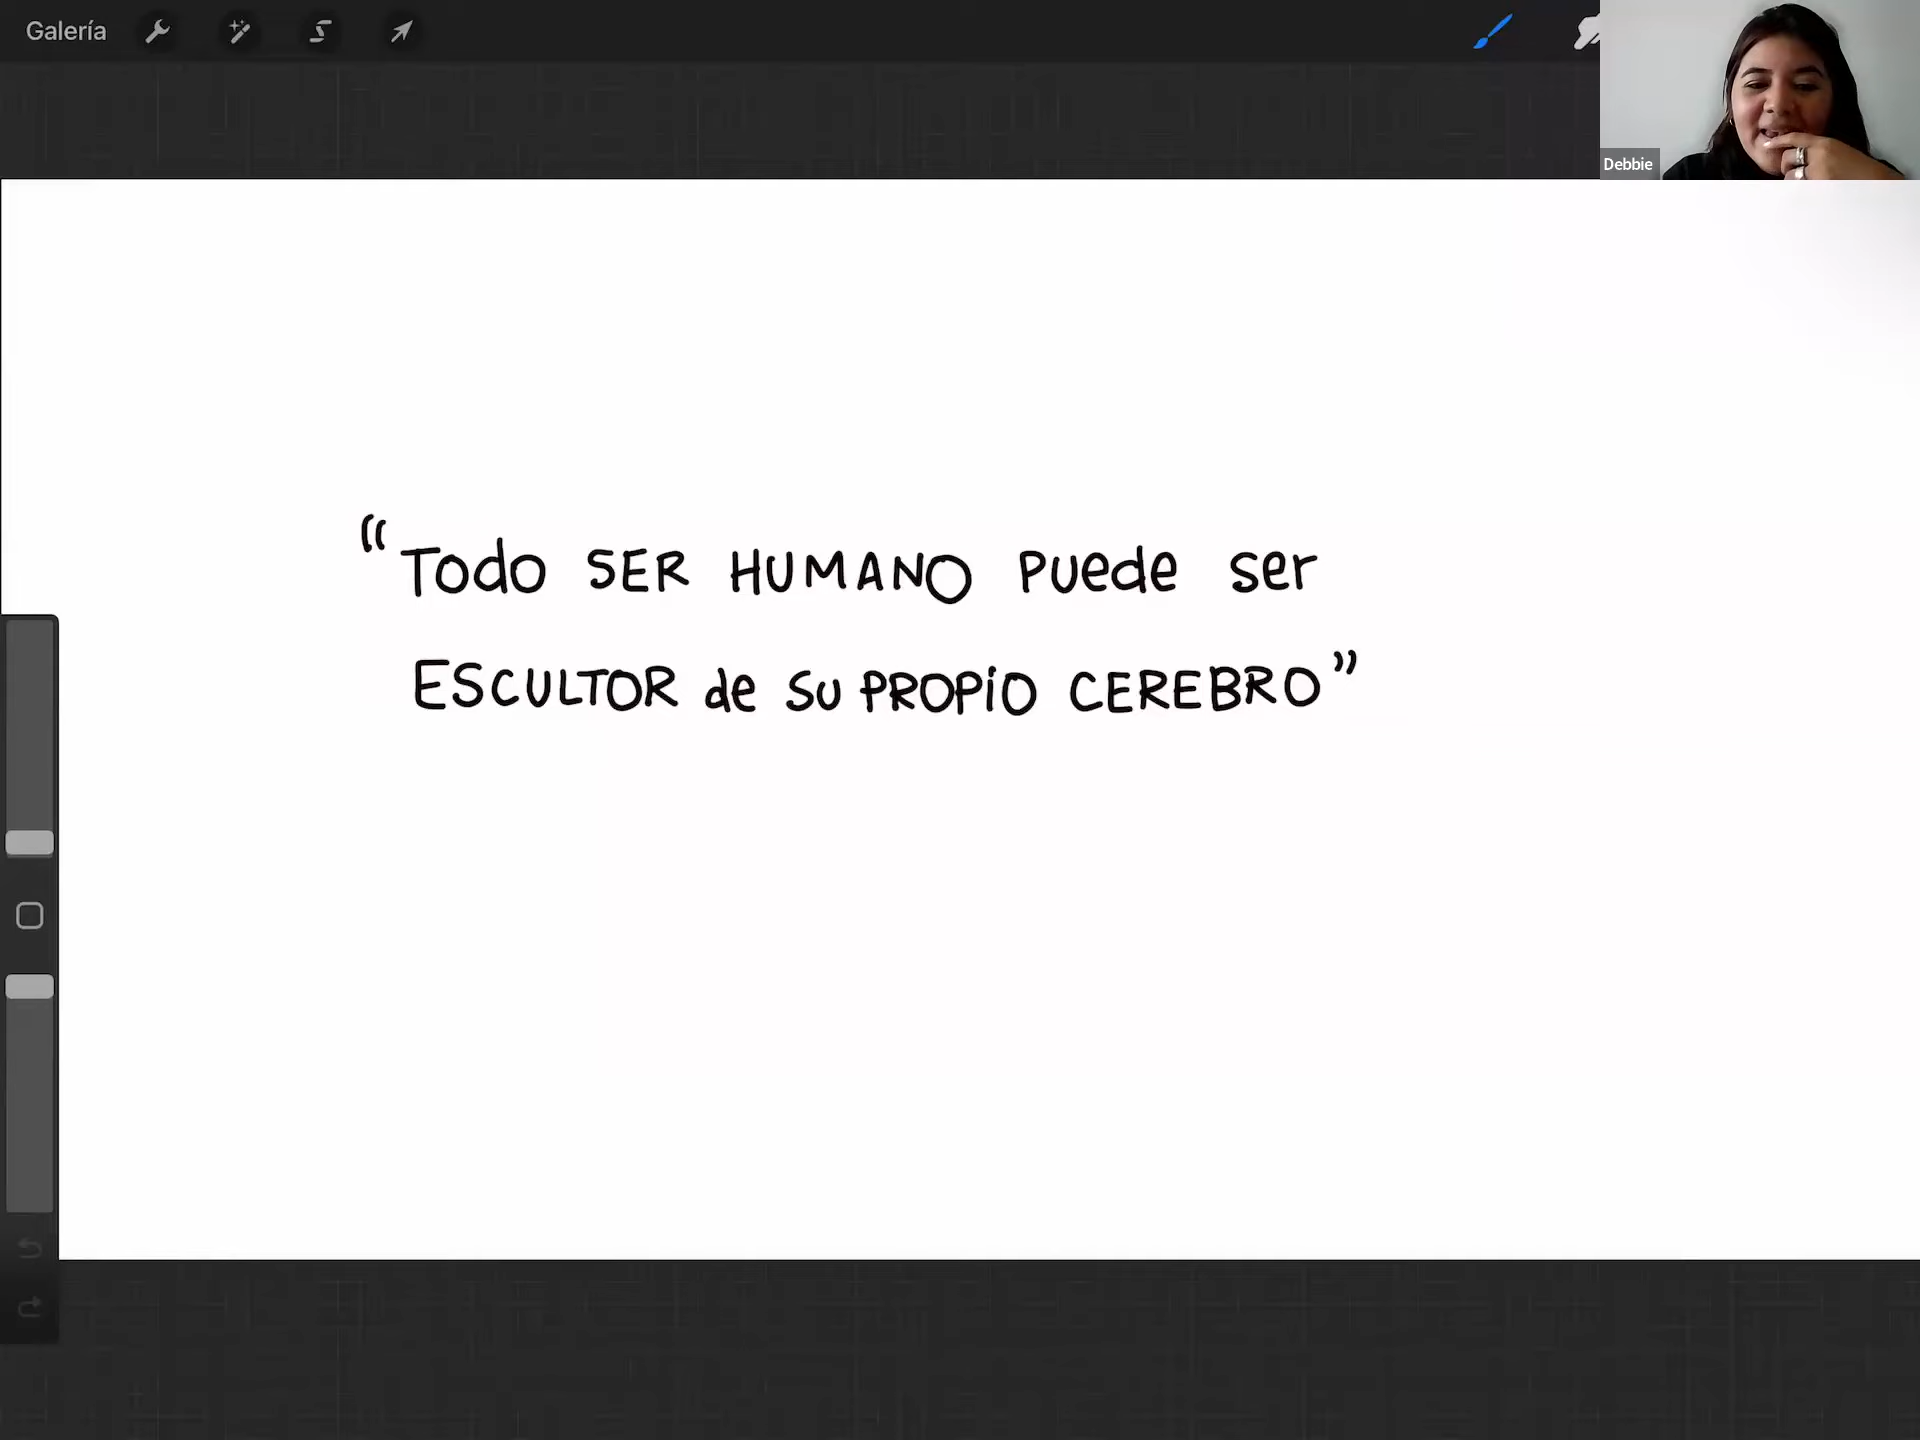 Galería
Debbie
“Todo SER HUMANO Puede ser
ESCULTOR de SU PROPiO CEREBRO”